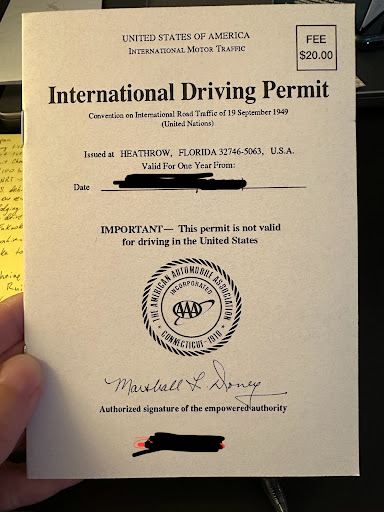 UNITED STATES OF AMERICA
INTERNATIONAL MOTOR TRAFFIC
FEE
$20.00
International Driving Permit
Convention on International Road Traffic of 19 September 1949
(United Nations)
Issued at HEATHROW, FLORIDA 32746-5063, U.S.A.
Valid For One Year From:
Date
IMPORTANT— This permit is not valid
for driving in the United States
THE AMERICAN AUTOMOBILE ASSOCIATION
INCORPORATED
AAA
CONNECTICUT-1910
Marshall L. Doney
Authorized signature of the empowered authority